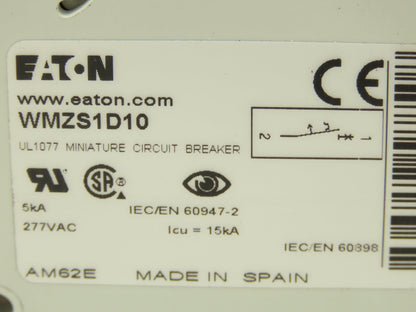 EATON
CE
www.eaton.com
WMZS1D10
2 1
UL1077 MINIATURE CIRCUIT BREAKER
5kA
IEC/EN 60947-2
277VAC
Icu = 15kA
IEC/EN 60898
AM62E
MADE IN SPAIN